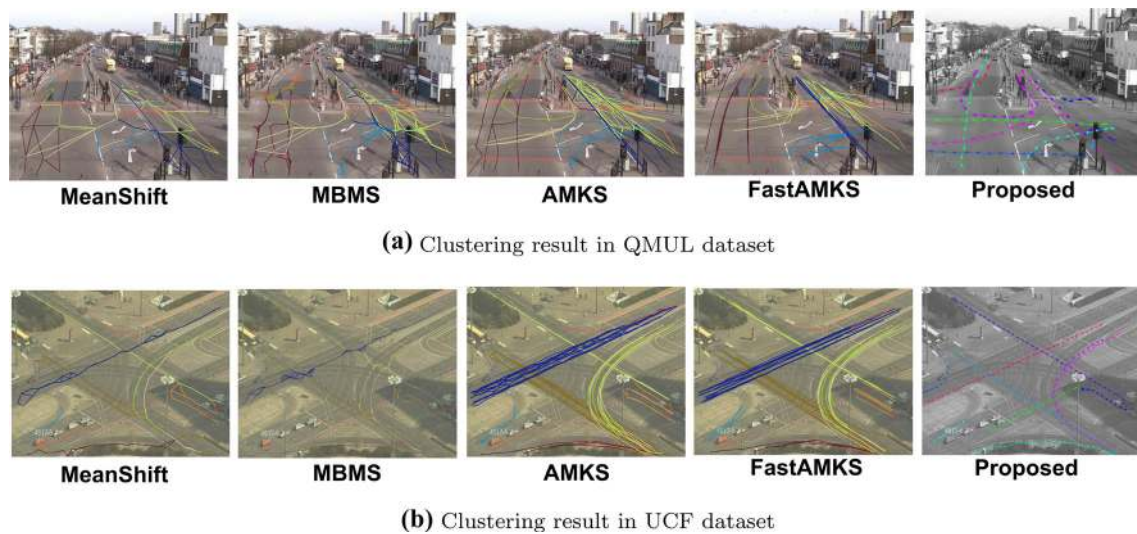 MeanShift MBMS AMKS FastAMKS Proposed
(a) Clustering result in QMUL dataset
MeanShift MBMS AMKS FastAMKS Proposed
(b) Clustering result in UCF dataset